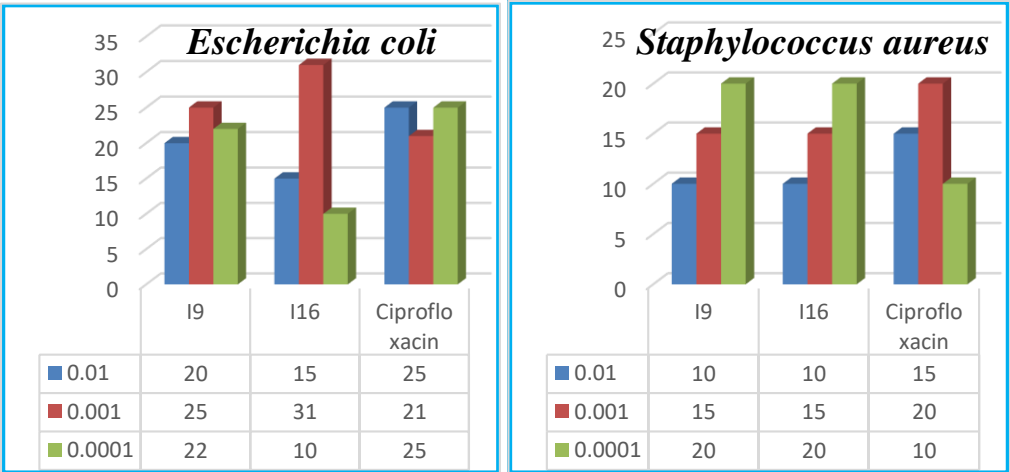 Escherichia coli
35
30
25
20
15
10
5
0
I9 I16 Ciproflo
xacin
0.01 20 15 25
0.001 25 31 21
0.0001 22 10 25
Staphylococcus aureus
25
20
15
10
5
0
I9 I16 Ciproflo
xacin
0.01 10 10 15
0.001 15 15 20
0.0001 20 20 10